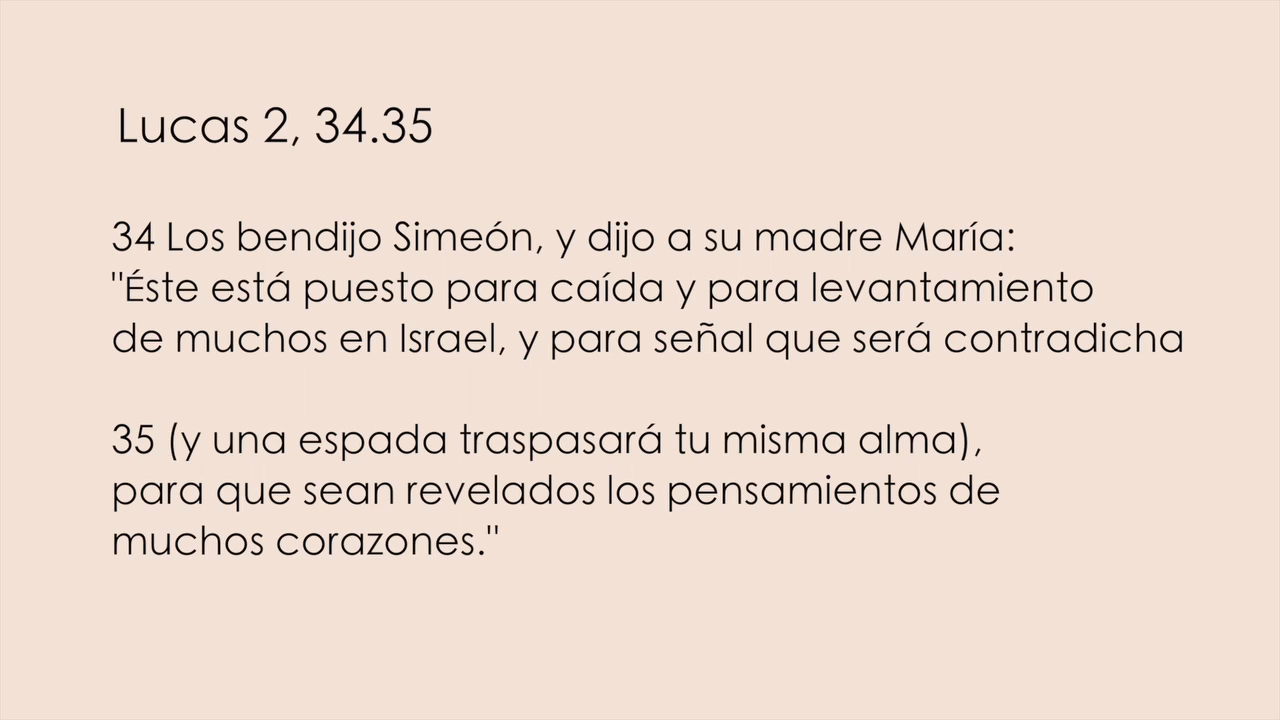 Lucas 2, 34.35
34 Los bendijo Simeón, y dijo a su madre María:
"Éste está puesto para caída y para levantamiento
de muchos en Israel, y para señal que será contradicha
35 (y una espada traspasará tu misma alma),
para que sean revelados los pensamientos de
muchos corazones."